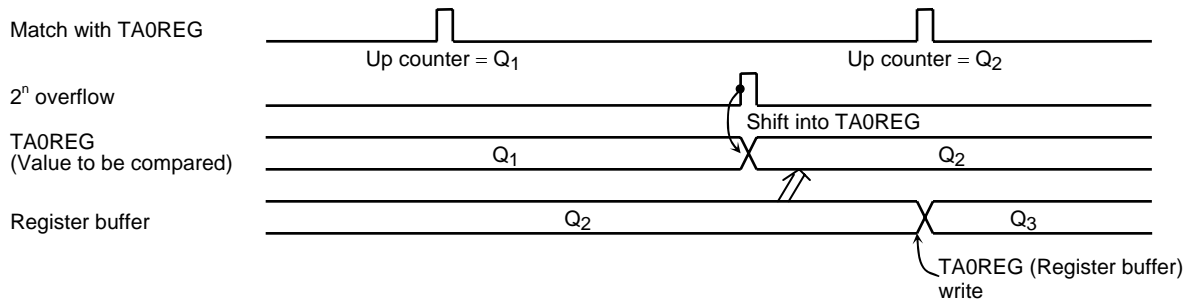 Match with TA0REG
Up counter = Q1
Up counter = Q2
2n overflow
Shift into TA0REG
TA0REG
(Value to be compared)
Q1
Q2
Register buffer
Q2
Q3
TA0REG (Register buffer)
write